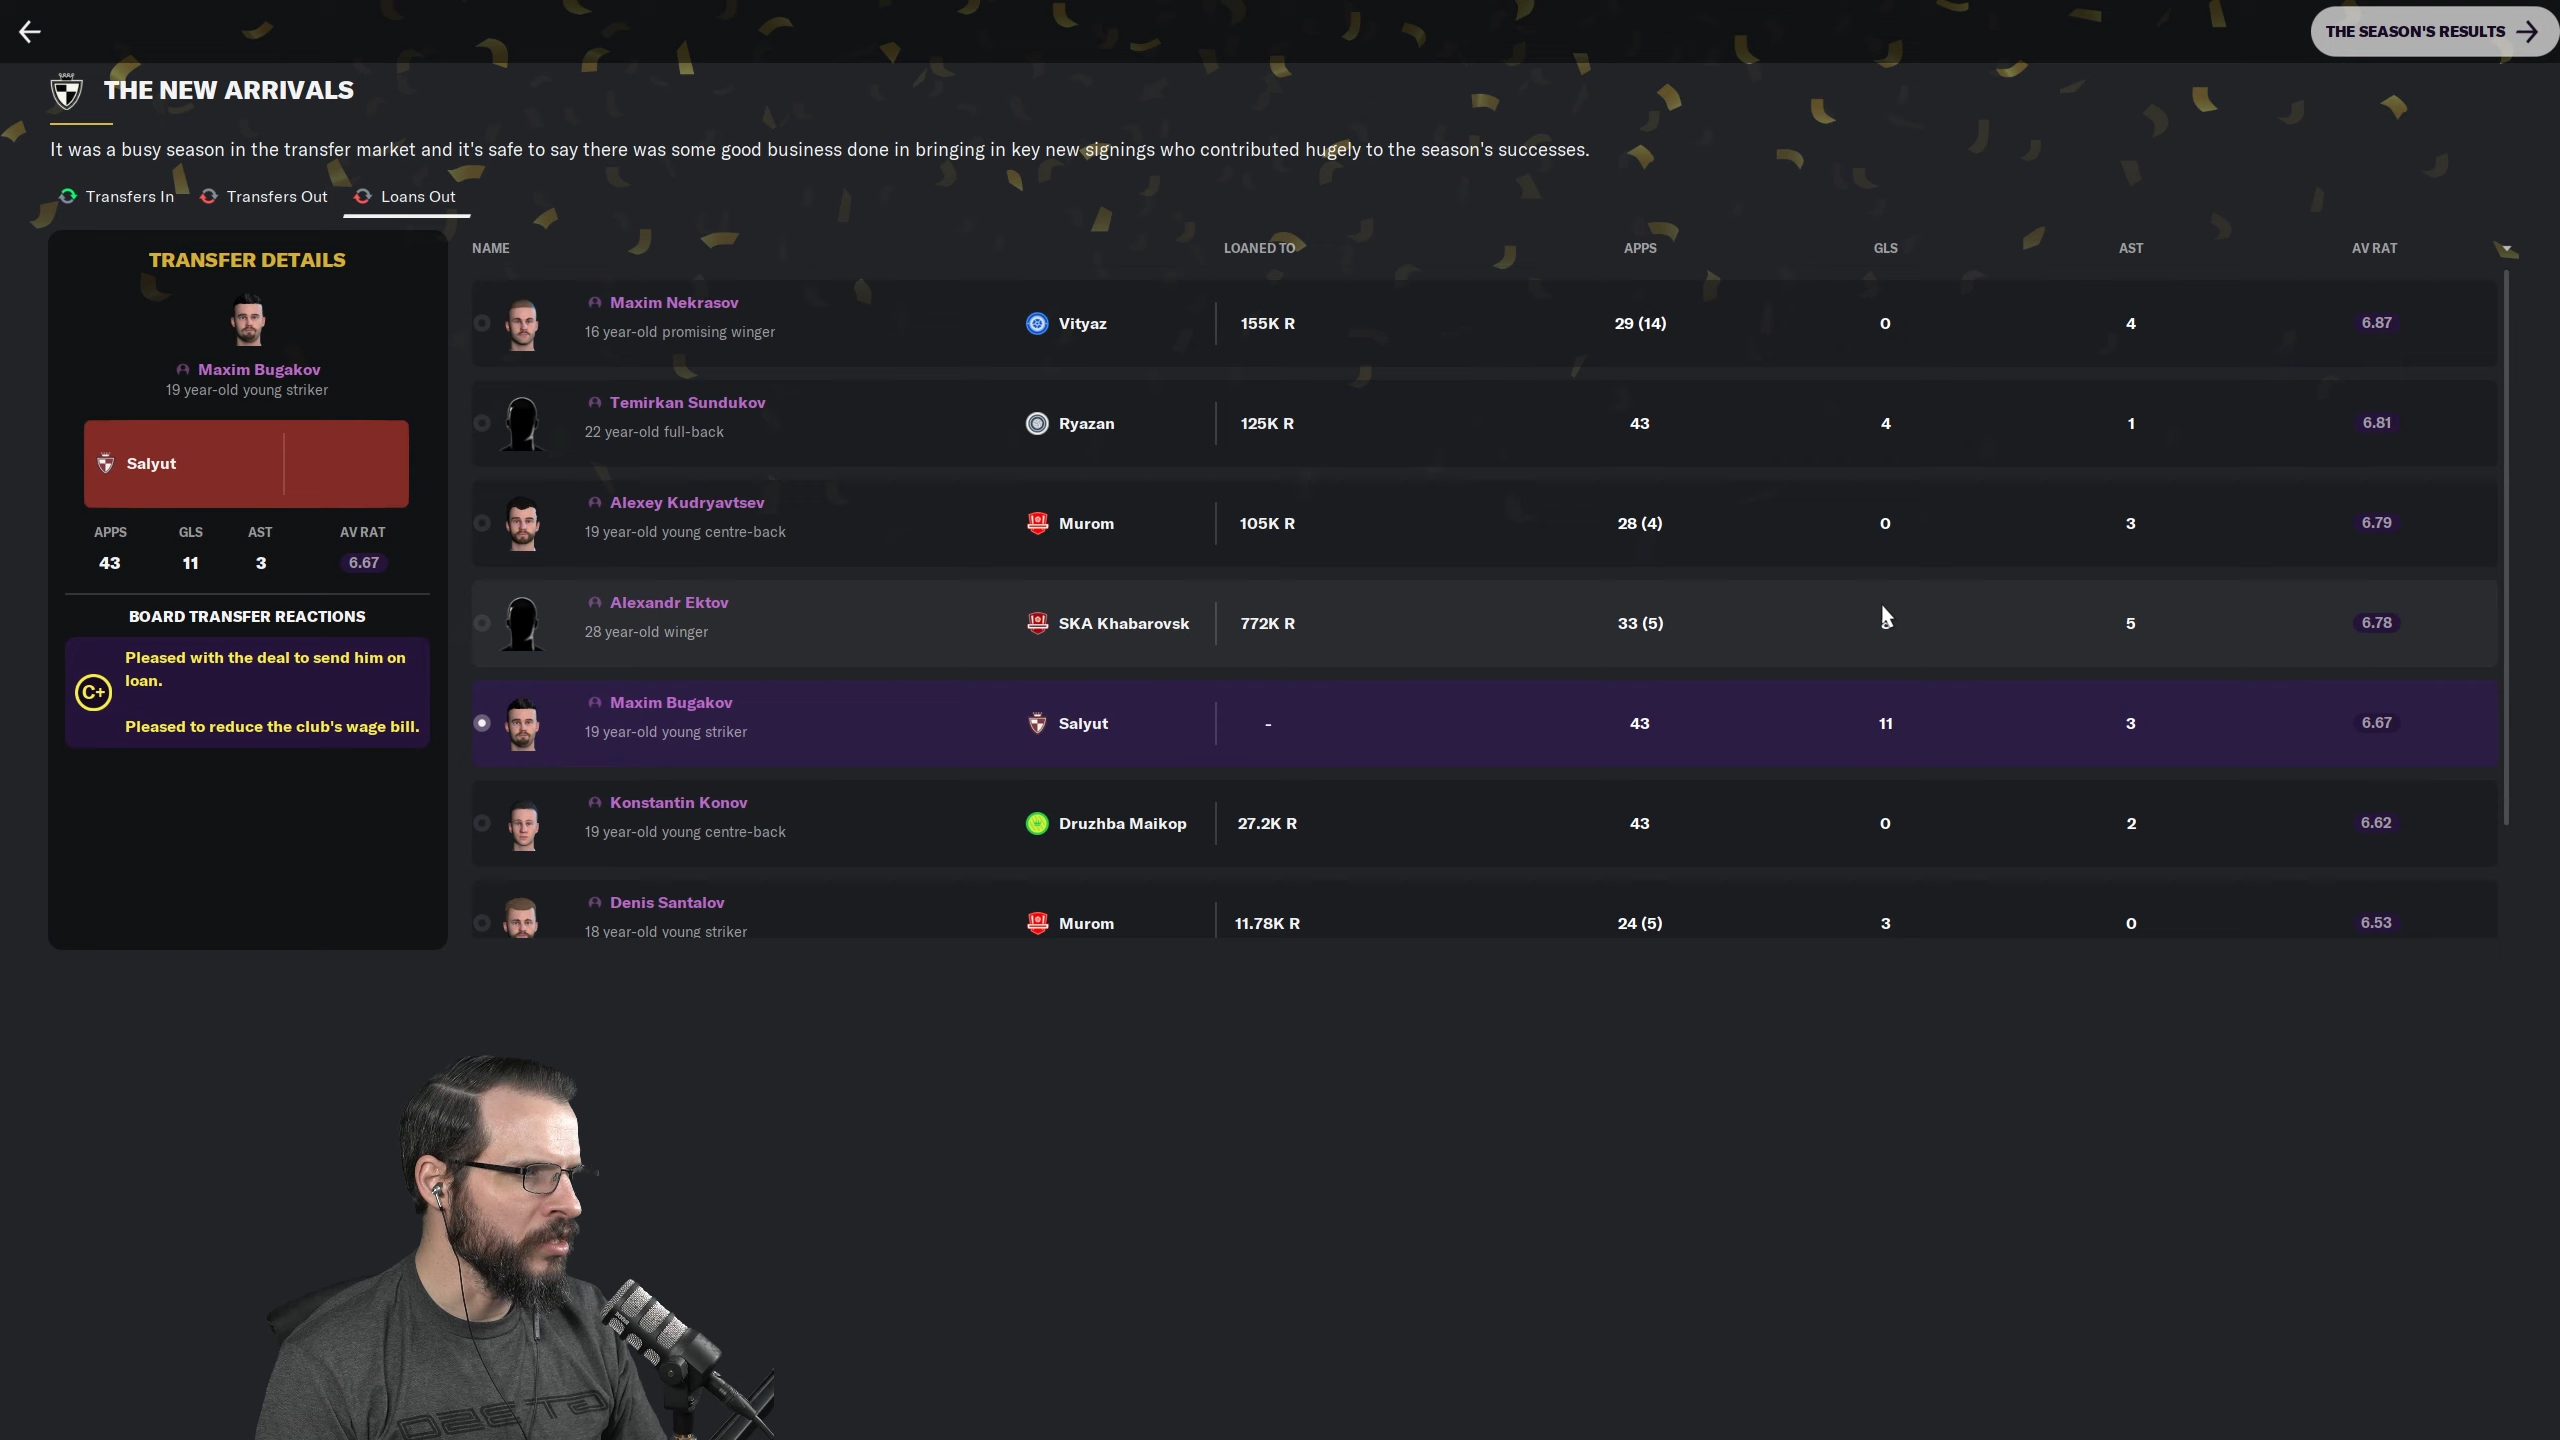 THE SEASON'S RESULTS
THE NEW ARRIVALS
It was a busy season in the transfer market and it's safe to say there was some good business done in bringing in key new signings who contributed hugely to the season's successes.
Transfers In Transfers Out Loans Out
TRANSFER DETAILS
Maxim Bugakov
19 year-old young striker
Salyut
APPS GLS AST AV RAT
43 11 3 6.67
BOARD TRANSFER REACTIONS
C+
Pleased with the deal to send him on
loan.
Pleased to reduce the club's wage bill.
NAME LOANED TO APPS GLS AST AV RAT
Maxim Nekrasov
16 year-old promising winger
Vityaz 155K R 29 (14) 0 4 6.87
Temirkan Sundukov
22 year-old full-back
Ryazan 125K R 43 4 1 6.81
Alexey Kudryavtsev
19 year-old young centre-back
Murom 105K R 28 (4) 0 3 6.79
Alexandr Ektov
28 year-old winger
SKA Khabarovsk 772K R 33 (5) 5 6.78
Maxim Bugakov
19 year-old young striker
Salyut - 43 11 3 6.67
Konstantin Konov
19 year-old young centre-back
Druzhba Maikop 27.2K R 43 0 2 6.62
Denis Santalov
18 year-old young striker
Murom 11.78K R 24 (5) 3 0 6.53